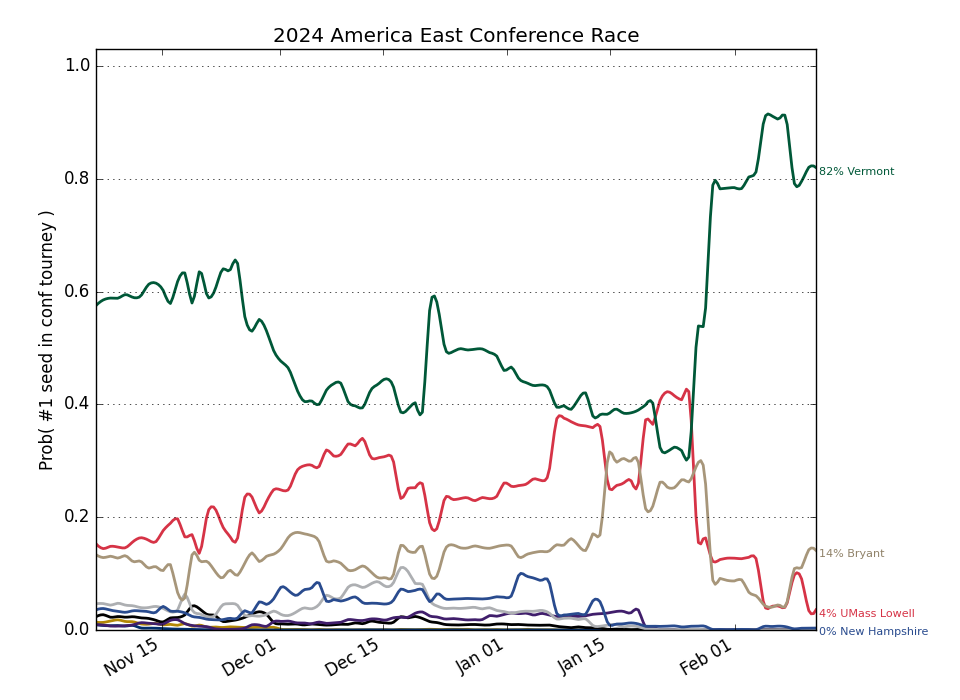 2024 America East Conference Race
Prob( #1 seed in conf tourney )
1.0
0.8
0.6
0.4
0.2
0.0
82% Vermont
14% Bryant
4% UMass Lowell
0% New Hampshire
Nov 15
Dec 01
Dec 15
Jan 01
Jan 15
Feb 01